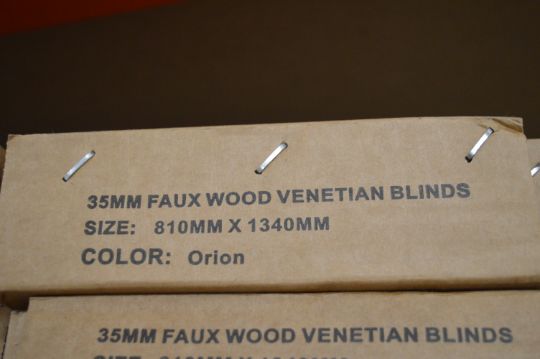 35MM FAUX WOOD VENETIAN BLINDS
SIZE: 810MM X 1340MM
COLOR: Orion
35MM FAUX WOOD VENETIAN BLINDS